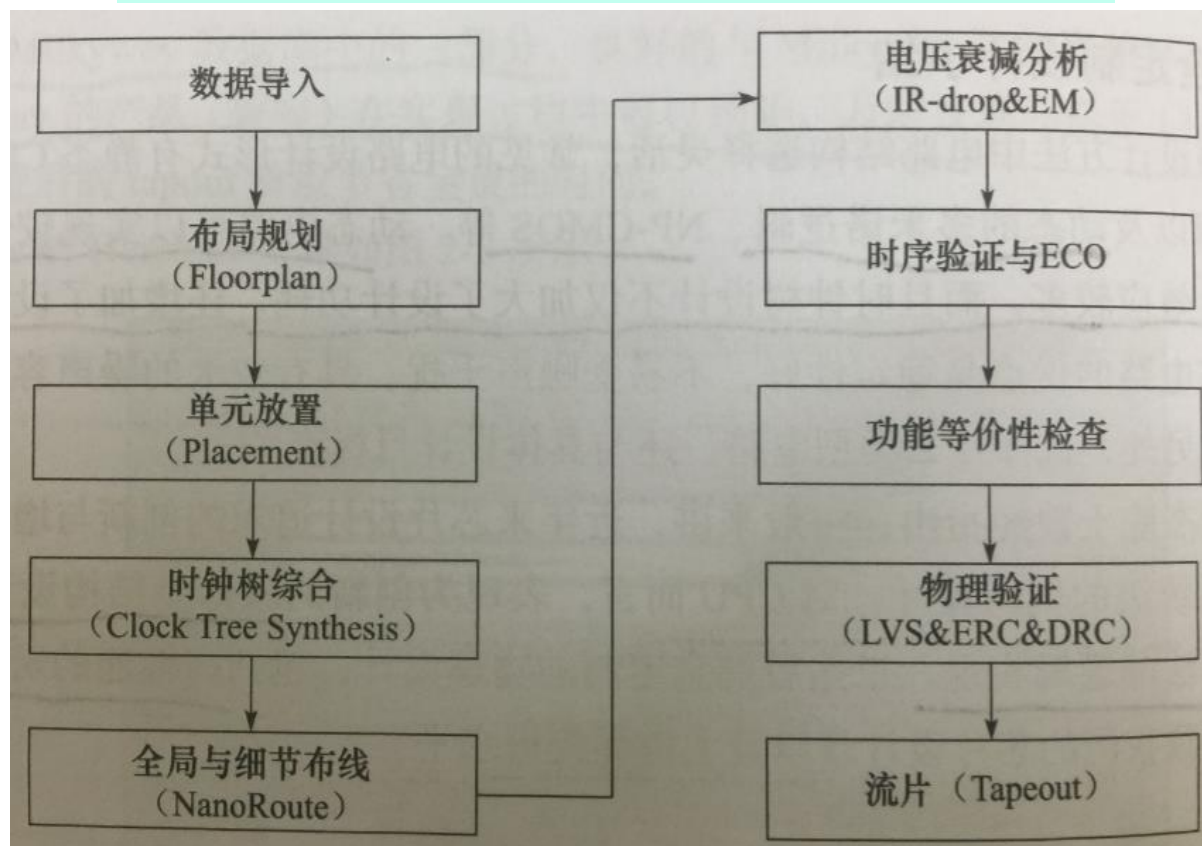 数据导入
布局规划
（Floorplan）
单元放置
（Placement）
时钟树综合
（Clock Tree Synthesis）
全局与细节布线
（NanoRoute）
电压衰减分析
（IR-drop&EM）
时序验证与ECO
功能等价性检查
物理验证
（LVS&ERC&DRC）
流片（Tapeout）